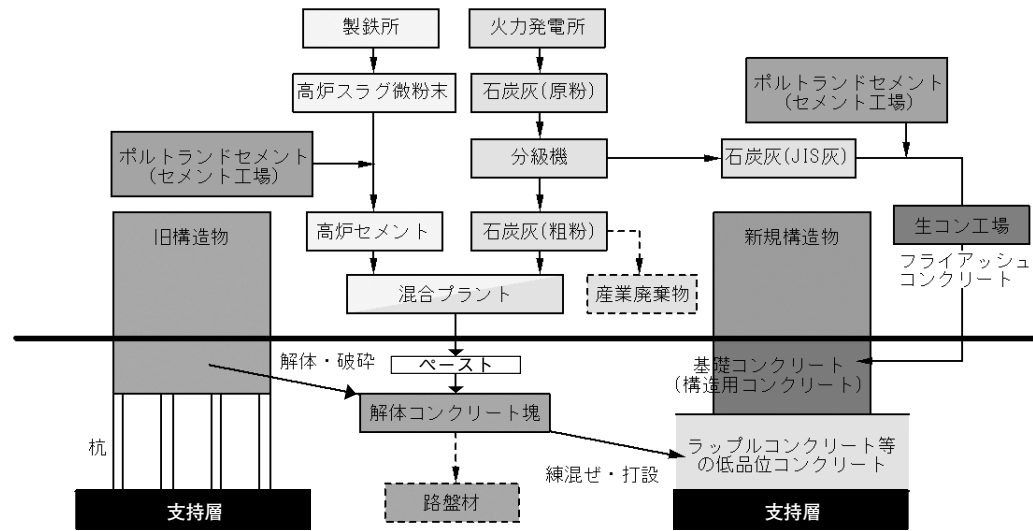 製鉄所
火力発電所
高炉スラグ微粉末
石炭灰(原粉)
ポルトランドセメント
(セメント工場)
ポルトランドセメント
(セメント工場)
分級機
石炭灰(JIS灰)
旧構造物
高炉セメント
石炭灰(粗粉)
新規構造物
生コン工場
フライアッシュ
コンクリート
混合プラント
産業廃棄物
解体・破砕
ペースト
基礎コンクリート
(構造用コンクリート)
解体コンクリート塊
杭
ラップルコンクリート等
の低品位コンクリート
練混ぜ・打設
路盤材
支持層
支持層